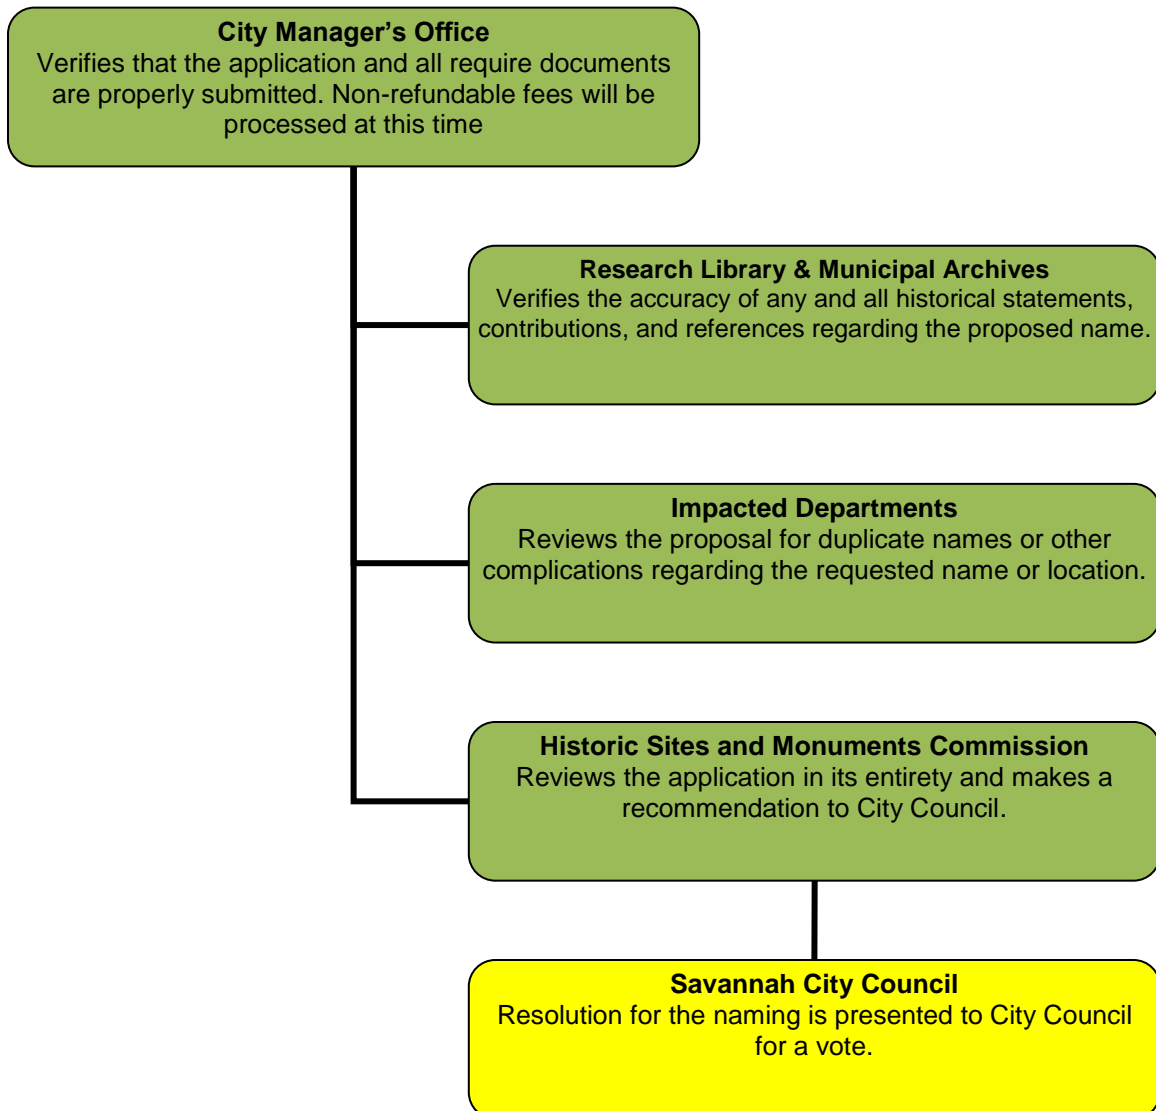 City Manager’s Office
Verifies that the application and all require documents
are properly submitted. Non-refundable fees will be
processed at this time
Research Library & Municipal Archives
Verifies the accuracy of any and all historical statements,
contributions, and references regarding the proposed name.
Impacted Departments
Reviews the proposal for duplicate names or other
complications regarding the requested name or location.
Historic Sites and Monuments Commission
Reviews the application in its entirety and makes a
recommendation to City Council.
Savannah City Council
Resolution for the naming is presented to City Council
for a vote.